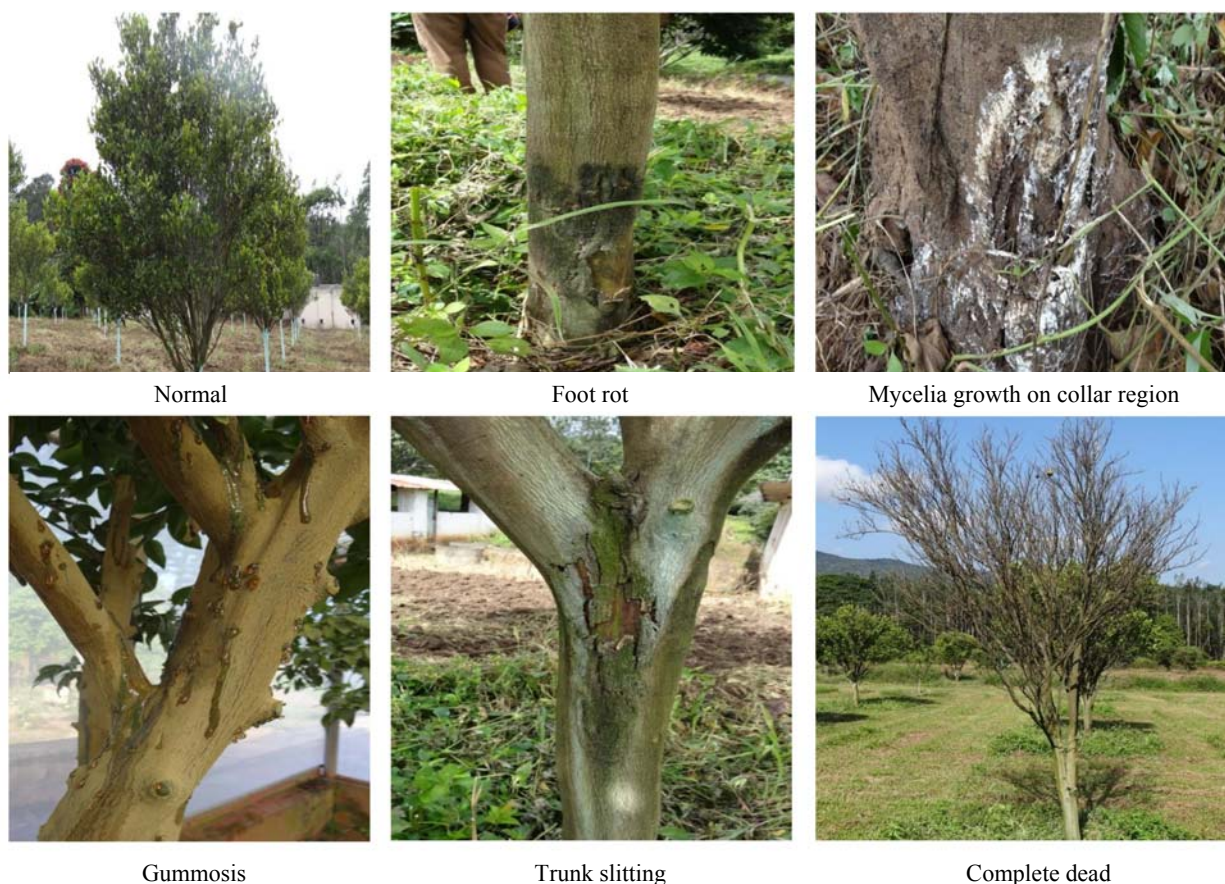 Normal
Foot rot
Mycelia growth on collar region
Gummosis
Trunk slitting
Complete dead